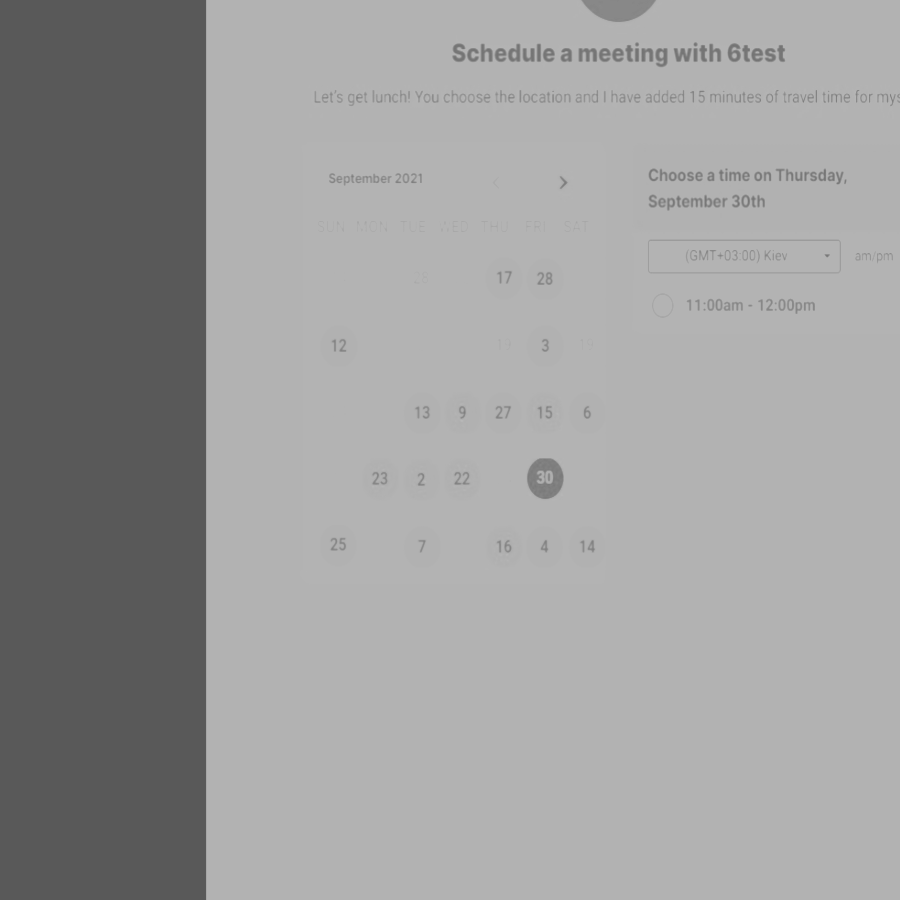 Schedule a meeting with 6test
Let's get lunch! You choose the location and I have added 15 minutes of travel time for mys
September 2021
SUN MON TUE WED THU FRI SAT
17 28
12 3
13 9 27 15 6
23 2 22 30
25 7 16 4 14
Choose a time on Thursday,
September 30th
(GMT+03:00) Kiev am/pm
11:00am - 12:00pm